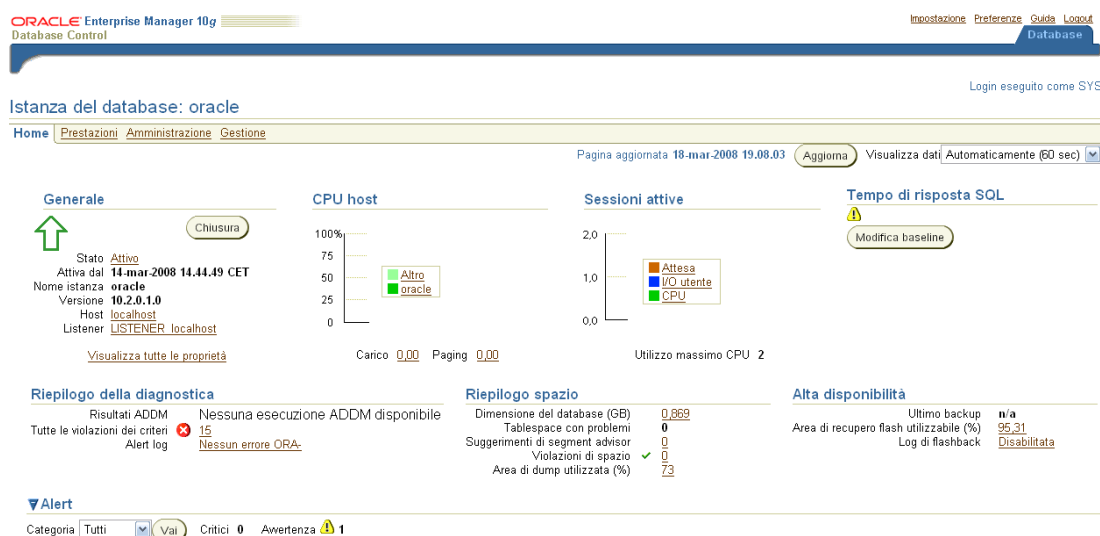 ORACLE Enterprise Manager 10g
Database Control
Impostazione Preferenze Guida Logout
Database
Login eseguito come SYS
Istanza del database: oracle
Home Prestazioni Amministrazione Gestione
Pagina aggiornata 18-mar-2008 19.08.03 Aggiorna Visualizza dati Automaticamente (60 sec)
Generale
Chiusura
Stato Attivo
Attiva dal 14-mar-2008 14.44.49 CET
Nome istanza oracle
Versione 10.2.0.1.0
Host localhost
Listener LISTENER_localhost
Visualizza tutte le proprietà
CPU host
100%
75
50
25
0
Altro
oracle
Carico 0,00 Paging 0,00
Sessioni attive
2,0
1,0
0,0
Attesa
I/O utente
CPU
Utilizzo massimo CPU 2
Tempo di risposta SQL
Modifica baseline
Riepilogo della diagnostica
Risultati ADDM Nessuna esecuzione ADDM disponibile
Tutte le violazioni dei criteri 15
Alert log Nessun errore ORA-
Riepilogo spazio
Dimensione del database (GB) 0,869
Tablespace con problemi 0
Suggerimenti di segment advisor 0
Violazioni di spazio 0
Area di dump utilizzata (%) 73
Alta disponibilità
Ultimo backup n/a
Area di recupero flash utilizzabile (%) 95,31
Log di flashback Disabilitata
Alert
Categoria Tutti Vai Critici 0 Avvertenza 1